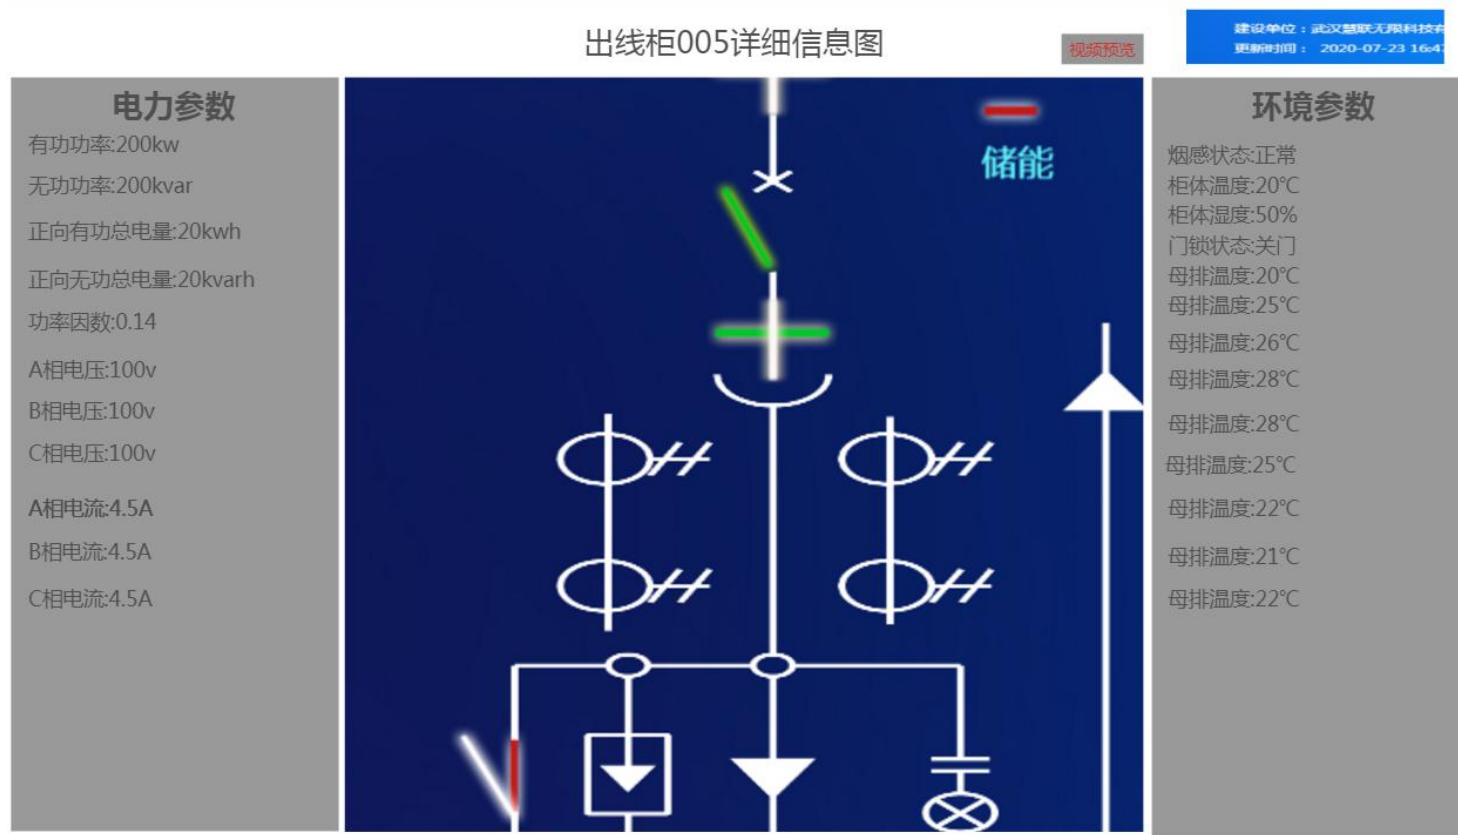 出线柜005详细信息图
视频预览
建设单位：武汉慧联无限科技
更新时间： 2020-07-23 16:4
电力参数
有功功率:200kw
无功功率:200kvar
正向有功总电量:20kwh
正向无功总电量:20kvarh
功率因数:0.14
A相电压:100v
B相电压:100v
C相电压:100v
A相电流:4.5A
B相电流:4.5A
C相电流:4.5A
储能
环境参数
烟感状态:正常
柜体温度:20℃
柜体湿度:50%
门锁状态:关门
母排温度:20℃
母排温度:25℃
母排温度:26℃
母排温度:28℃
母排温度:28℃
母排温度:25℃
母排温度:22℃
母排温度:21℃
母排温度:22℃